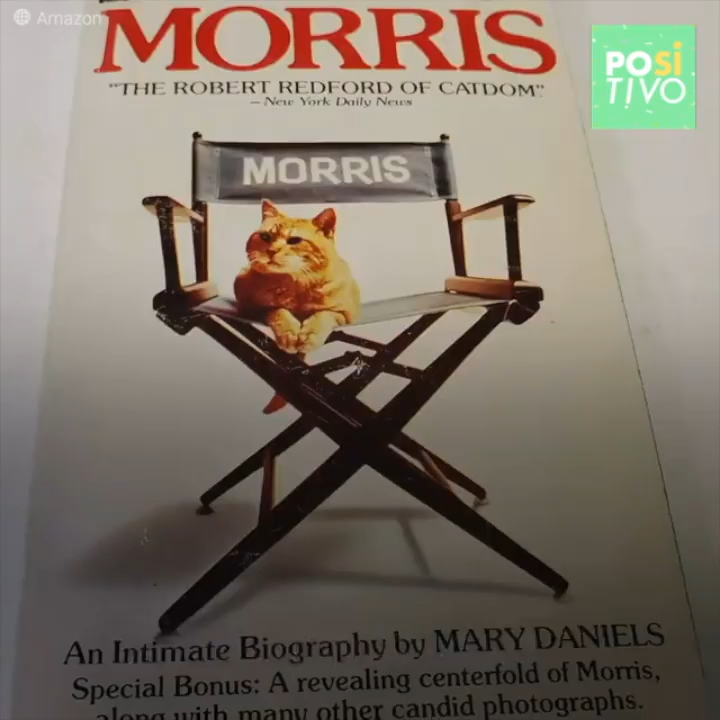 Amazon
MORRIS
POSI
TIVO
"THE ROBERT REDFORD OF CATDOM"
– New York Daily News
MORRIS
An Intimate Biography by MARY DANIELS
Special Bonus: A revealing centerfold of Morris,
along with many other candid photographs.